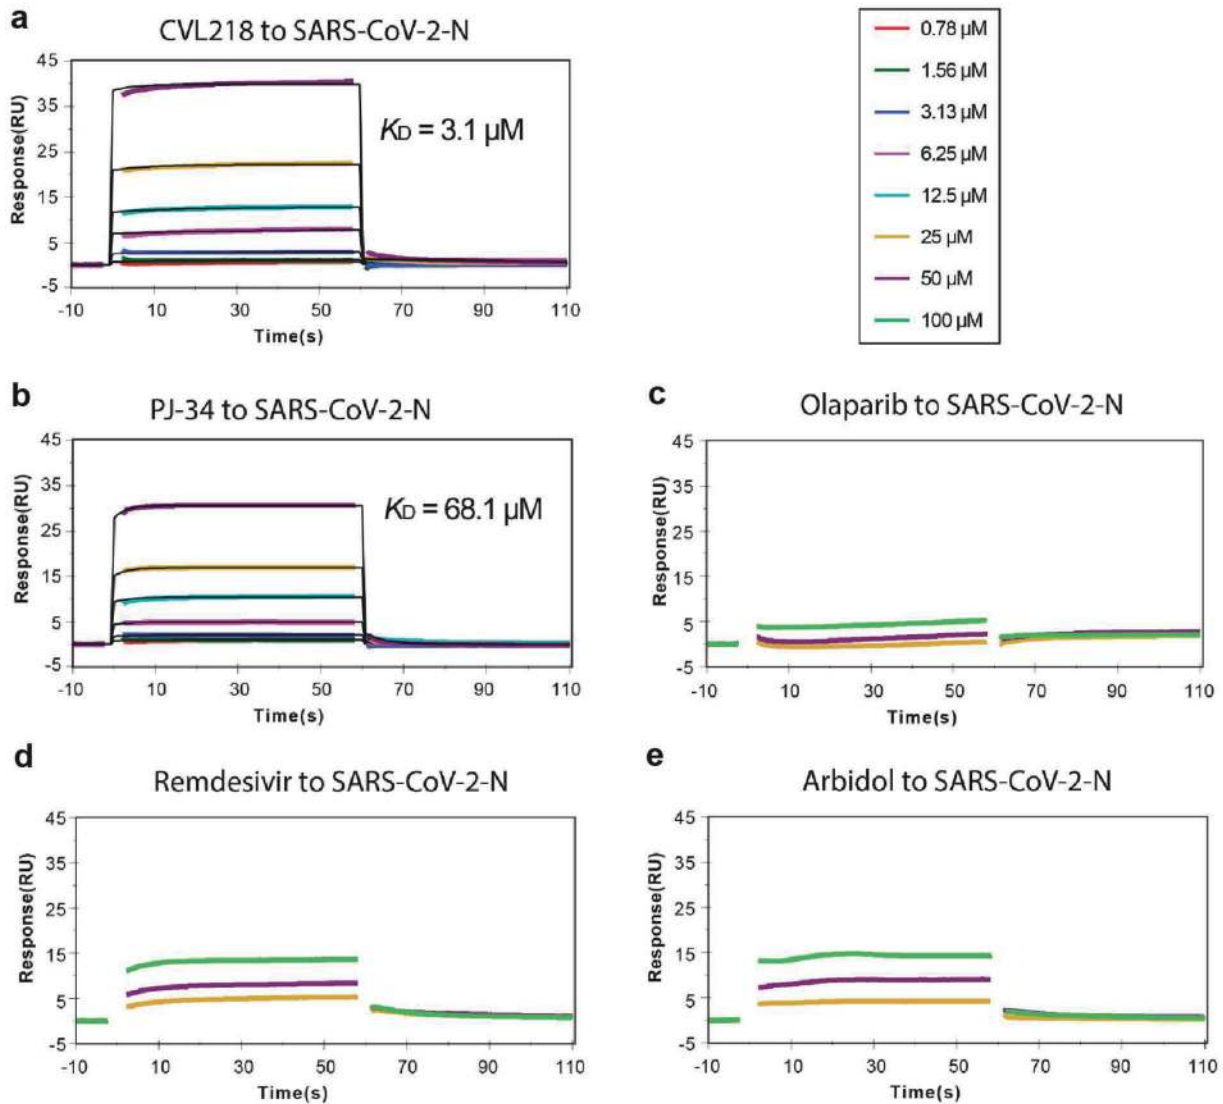 a
CVL218 to SARS-CoV-2-N
45
35
25
15
5
-5
Response(RU)
KD = 3.1 µM
-10 10 30 50 70 90 110
Time(s)
0.78 µM
1.56 µM
3.13 µM
6.25 µM
12.5 µM
25 µM
50 µM
100 µM
b
PJ-34 to SARS-CoV-2-N
45
35
25
15
5
-5
Response(RU)
KD = 68.1 µM
-10 10 30 50 70 90 110
Time(s)
c
Olaparib to SARS-CoV-2-N
45
35
25
15
5
-5
Response(RU)
-10 10 30 50 70 90 110
Time(s)
d
Remdesivir to SARS-CoV-2-N
45
35
25
15
5
-5
Response(RU)
-10 10 30 50 70 90 110
Time(s)
e
Arbidol to SARS-CoV-2-N
45
35
25
15
5
-5
Response(RU)
-10 10 30 50 70 90 110
Time(s)